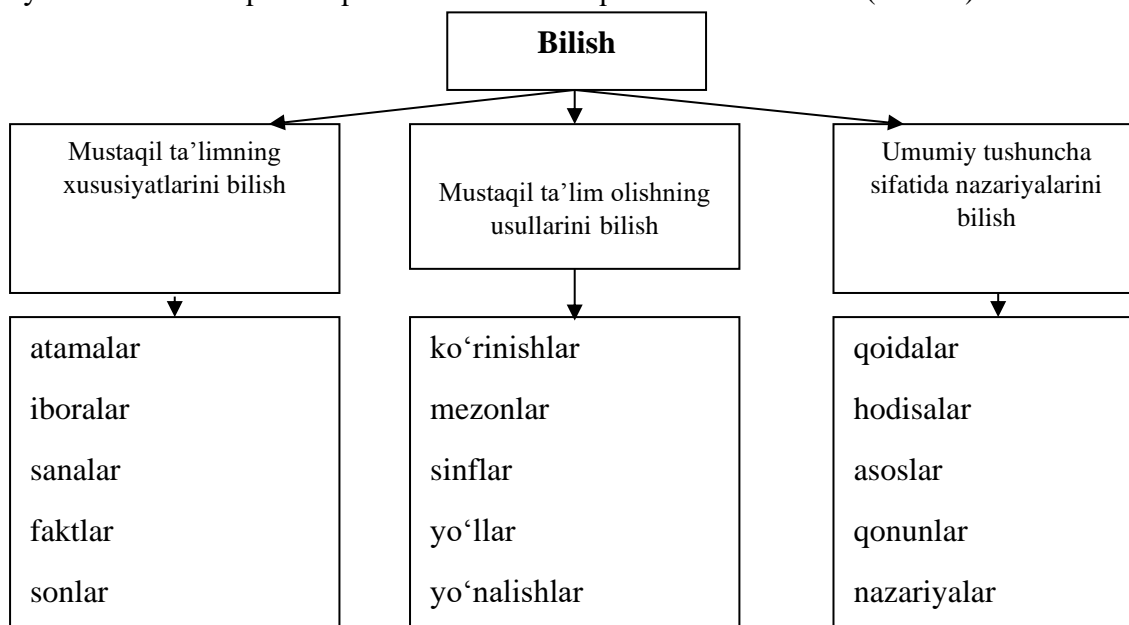 Bilish
Mustaqil ta’limning
xususiyatlarini bilish
Mustaqil ta’lim olishning
usullarini bilish
Umumiy tushuncha
sifatida nazariyalarini
bilish
atamalar
iboralar
sanalar
faktlar
sonlar
ko‘rinishlar
mezonlar
sinflar
yo‘llar
yo‘nalishlar
qoidalar
hodisalar
asoslar
qonunlar
nazariyalar